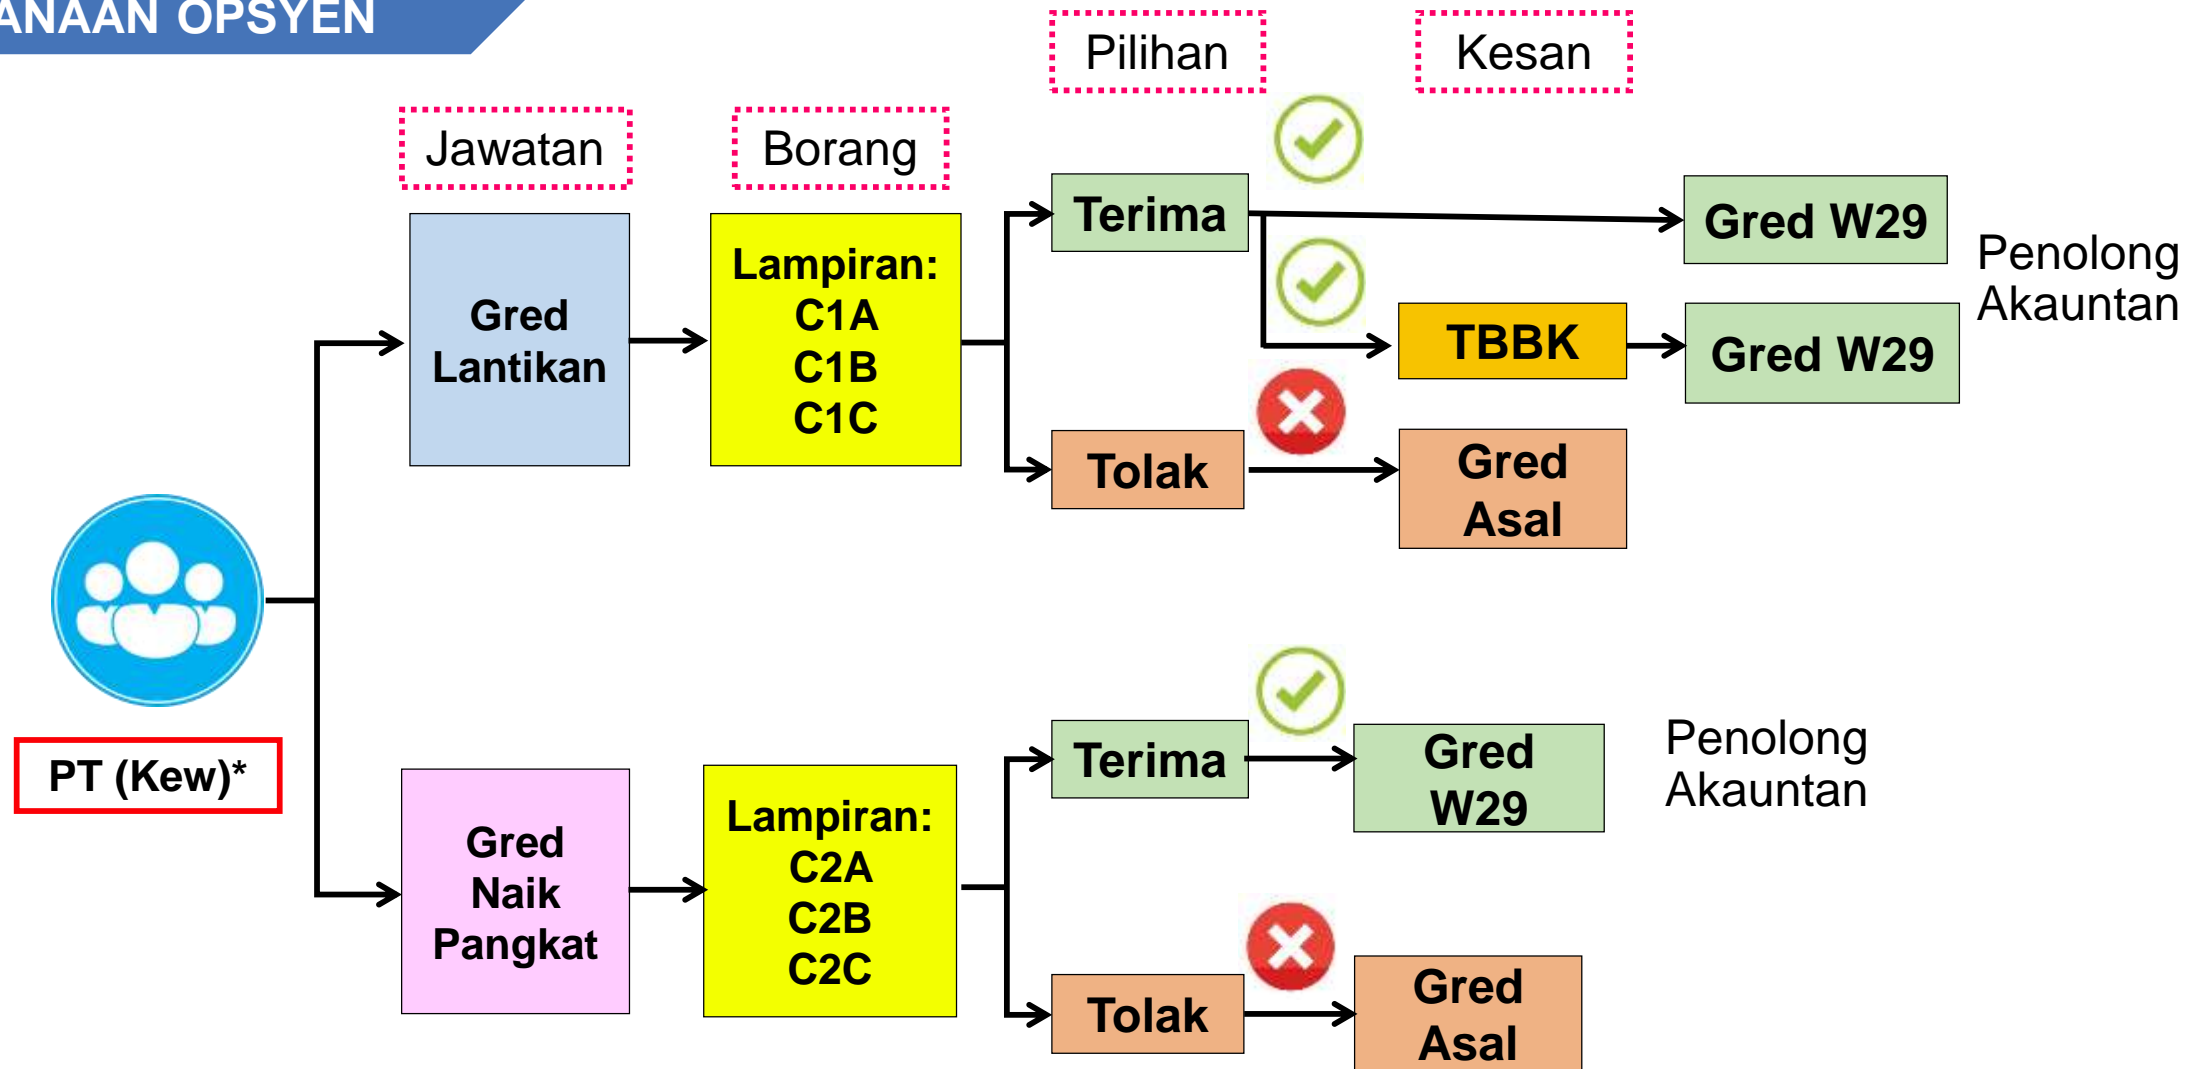 OPSYEN
Pilihan
Kesan
Jawatan
Borang
Gred
Lantikan
Lampiran:
C1A
C1B
C1C
Terima
Gred W29
TBBK
Gred W29
Penolong
Akauntan
Tolak
Gred
Asal
PT (Kew)*
Gred
Naik
Pangkat
Lampiran:
C2A
C2B
C2C
Terima
Gred
W29
Penolong
Akauntan
Tolak
Gred
Asal